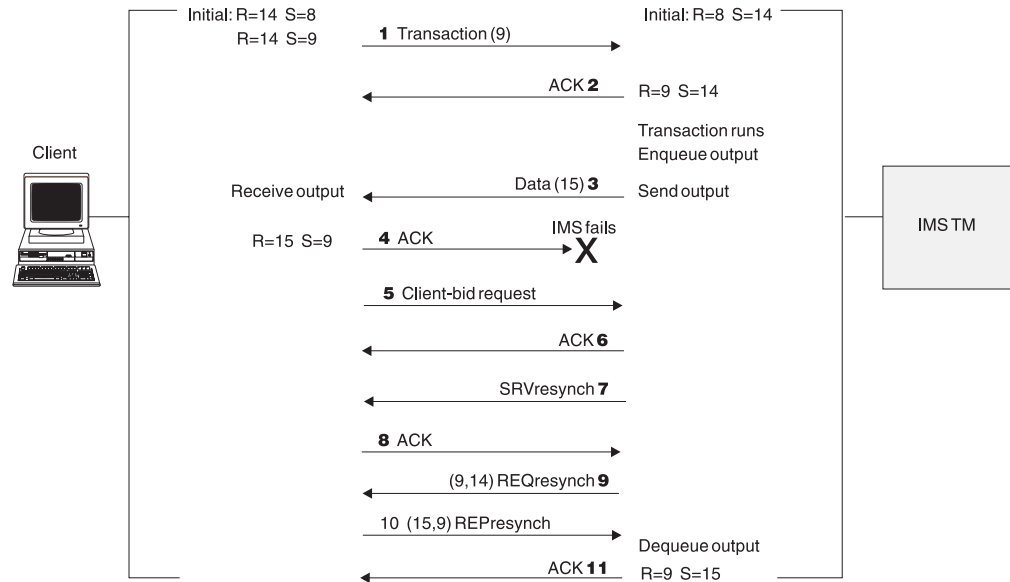 Initial: R=14 S=8
Initial: R=8 S=14
R=14 S=9
1 Transaction (9)
ACK 2
R=9 S=14
Transaction runs
Enqueue output
Client
Receive output
Data (15) 3
Send output
IMS fails
R=15 S=9
4 ACK
X
IMS TM
5 Client-bid request
ACK 6
SRVresynch 7
8 ACK
(9,14) REQresynch 9
10 (15,9) REPresynch
Dequeue output
ACK 11
R=9 S=15